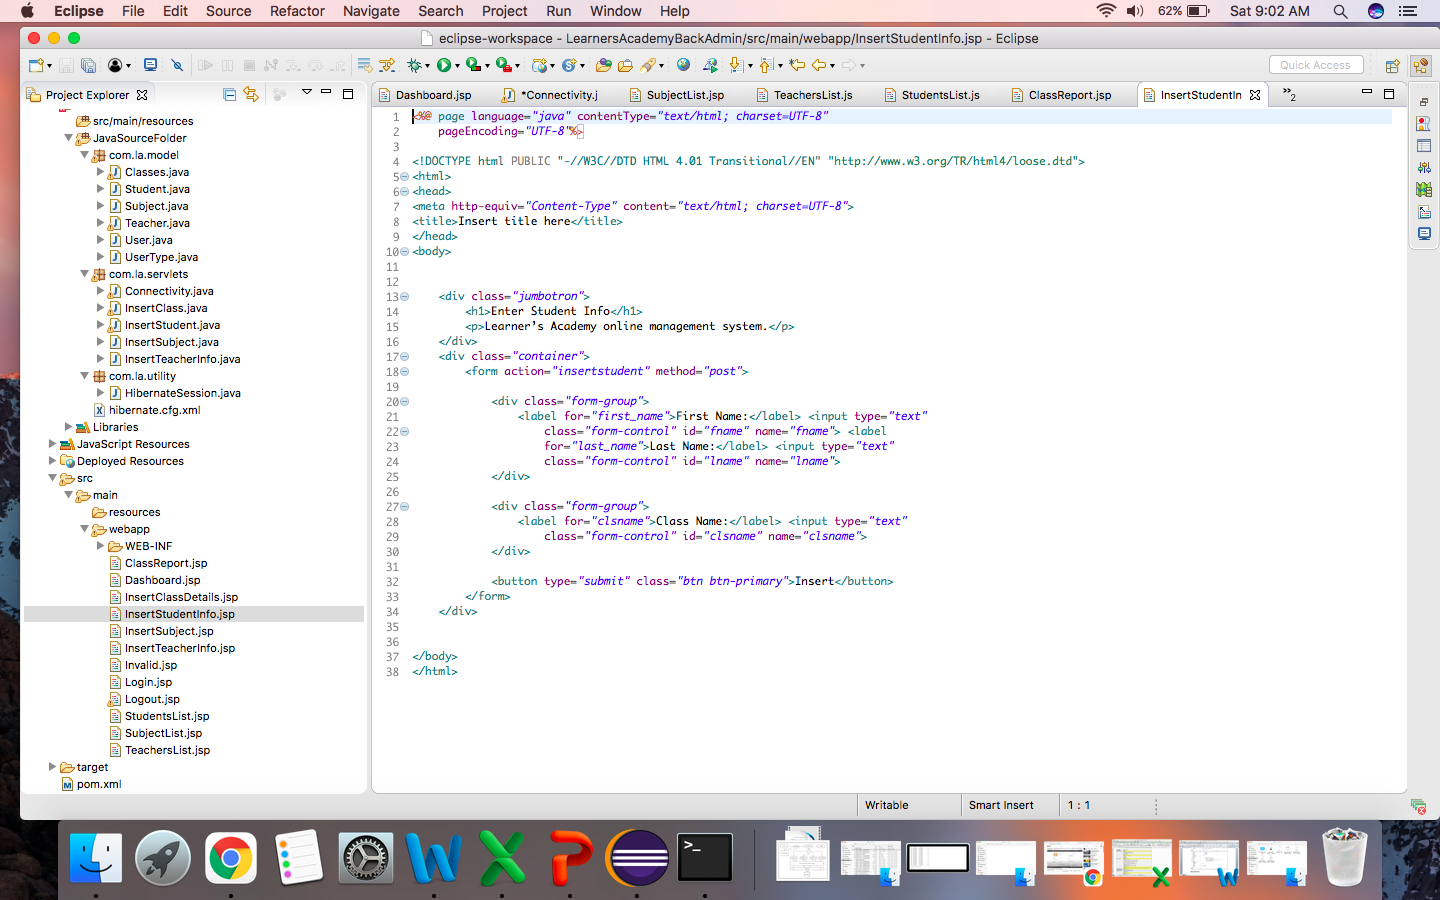 Eclipse File Edit Source Refactor Navigate Search Project Run Window Help 62% Sat 9:02 AM
eclipse-workspace - LearnersAcademyBackAdmin/src/main/webapp/InsertStudentInfo.jsp - Eclipse
Quick Access
Project Explorer
Dashboard.jsp *Connectivity.j SubjectList.jsp TeachersList.js StudentsList.js ClassReport.jsp InsertStudentIn »2
src/main/resources
JavaSourceFolder
com.la.model
Classes.java
Student.java
Subject.java
Teacher.java
User.java
UserType.java
com.la.servlets
Connectivity.java
InsertClass.java
InsertStudent.java
InsertSubject.java
InsertTeacherInfo.java
com.la.utility
HibernateSession.java
hibernate.cfg.xml
Libraries
JavaScript Resources
Deployed Resources
src
main
resources
webapp
WEB-INF
ClassReport.jsp
Dashboard.jsp
InsertClassDetails.jsp
InsertStudentInfo.jsp
InsertSubject.jsp
InsertTeacherInfo.jsp
Invalid.jsp
Login.jsp
Logout.jsp
StudentsList.jsp
SubjectList.jsp
TeachersList.jsp
target
pom.xml
1 <%@ page language="java" contentType="text/html; charset=UTF-8"
2 pageEncoding="UTF-8"%>
3
4 <!DOCTYPE html PUBLIC "-//W3C//DTD HTML 4.01 Transitional//EN" "http://www.w3.org/TR/html4/loose.dtd">
5 <html>
6 <head>
7 <meta http-equiv="Content-Type" content="text/html; charset=UTF-8">
8 <title>Insert title here</title>
9 </head>
10 <body>
11
12
13 <div class="jumbotron">
14 <h1>Enter Student Info</h1>
15 <p>Learner's Academy online management system.</p>
16 </div>
17 <div class="container">
18 <form action="insertstudent" method="post">
19
20 <div class="form-group">
21 <label for="first_name">First Name:</label> <input type="text"
22 class="form-control" id="fname" name="fname"> <label
23 for="last_name">Last Name:</label> <input type="text"
24 class="form-control" id="lname" name="lname">
25 </div>
26
27 <div class="form-group">
28 <label for="clsname">Class Name:</label> <input type="text"
29 class="form-control" id="clsname" name="clsname">
30 </div>
31
32 <button type="submit" class="btn btn-primary">Insert</button>
33 </form>
34 </div>
35
36
37 </body>
38 </html>
Writable Smart Insert 1 : 1